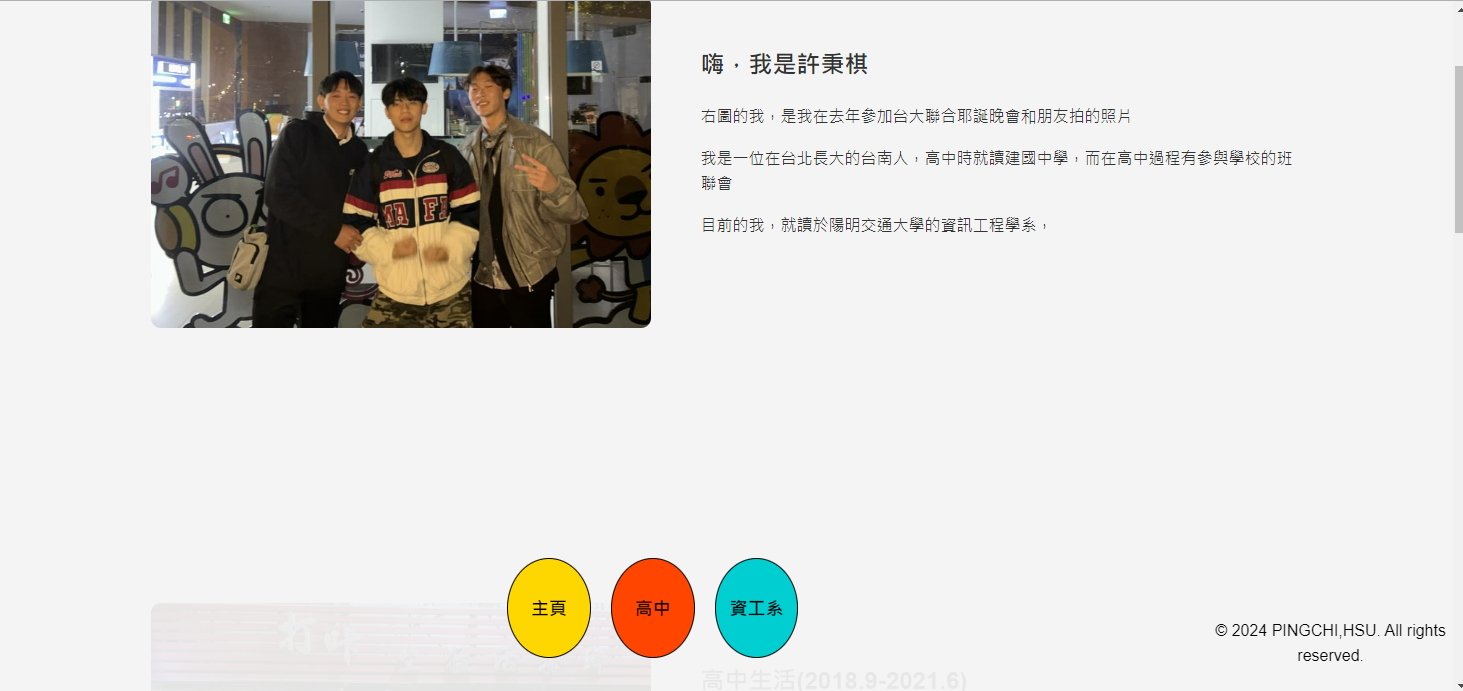 嗨，我是許秉棋
右圖的我，是我在去年參加台大聯合耶誕晚會和朋友拍的照片
我是一位在台北長大的台南人，高中時就讀建國中學，而在高中過程有參與學校的班
聯會
目前的我，就讀於陽明交通大學的資訊工程學系，
主頁
高中
資工系
© 2024 PINGCHI,HSU. All rights
reserved.
高中生活(2018.9-2021.6)